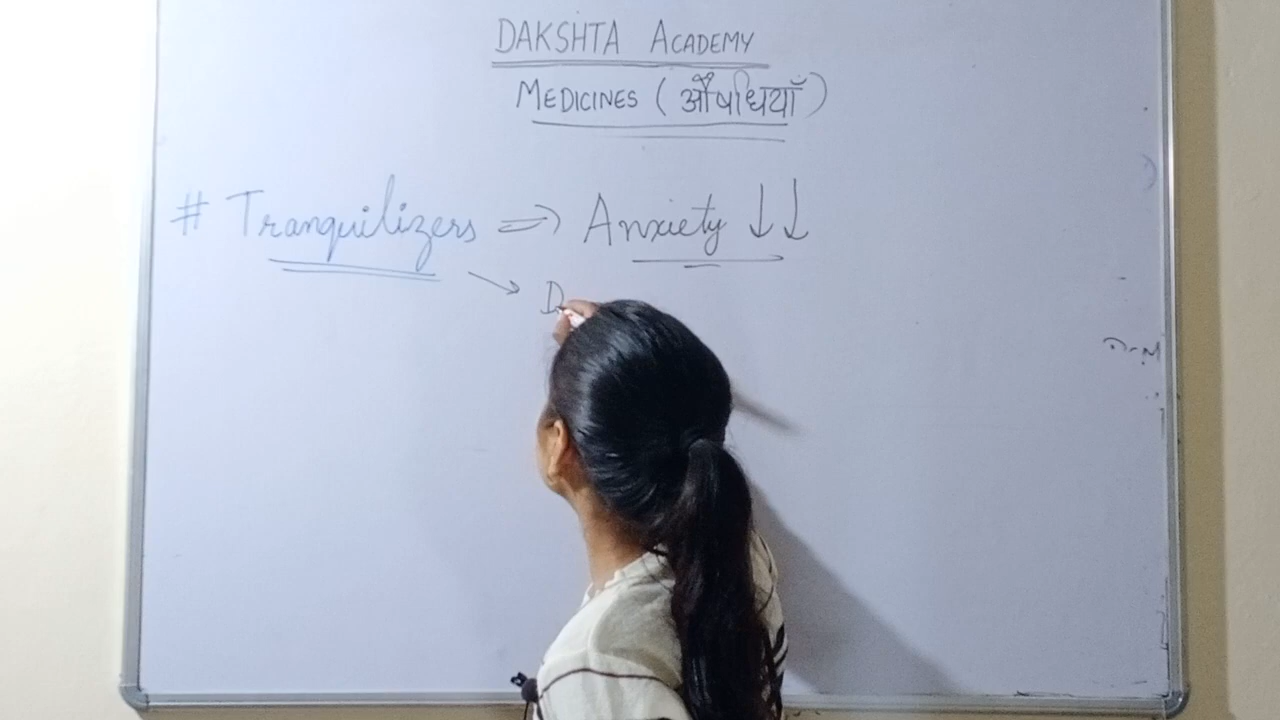 DAKSHTA ACADEMY
MEDICINES (औषधियाँ)
# Tranquilizers => Anxiety ↓↓
→ D